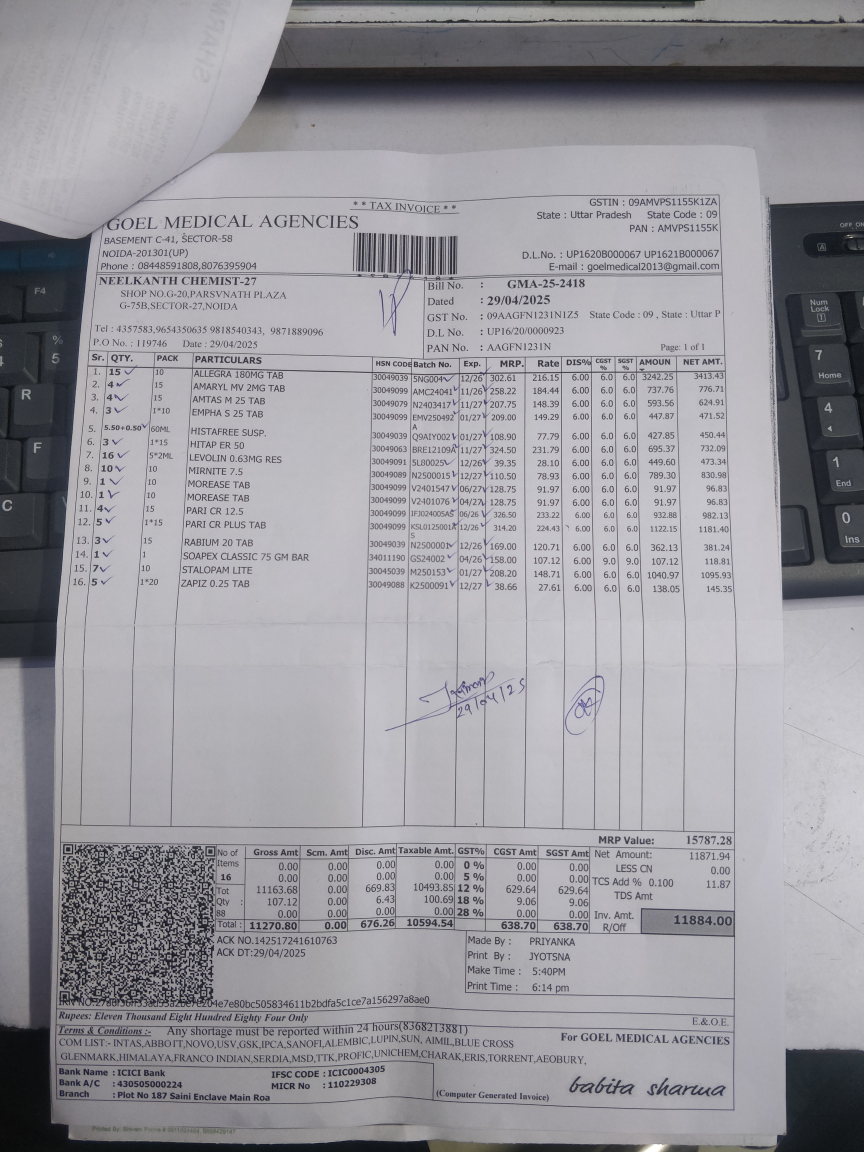 * * TAX INVOICE * *
GOEL MEDICAL AGENCIES
BASEMENT C-41, SECTOR-58
NOIDA-201301(UP)
Phone : 08448591808,8076395904
GSTIN : 09AMVPS1155K1ZA
State : Uttar Pradesh State Code : 09
PAN : AMVPS1155K
D.L.No. : UP1620B000067 UP1621B000067
E-mail : goelmedical2013@gmail.com
NEELKANTH CHEMIST-27
SHOP NO.G-20,PARSVNATH PLAZA
G-75B,SECTOR-27,NOIDA
Tel : 4357583,9654350635 9818540343, 9871889096
P.O No. : 119746 Date : 29/04/2025
Bill No. : GMA-25-2418
Dated : 29/04/2025
GST No. : 09AAGFN1231N1Z5 State Code : 09 , State : Uttar P
D.L No. : UP16/20/0000923
PAN No. : AAGFN1231N Page: 1 of 1
Sr. QTY. PACK PARTICULARS HSN CODE Batch No. Exp. MRP. Rate DIS% CGST % SGST % AMOUN NET AMT.
1. 15 10 ALLEGRA 180MG TAB 30049039 5NG004 12/26 302.61 216.15 6.00 6.0 6.0 3242.25 3413.43
2. 4 15 AMARYL MV 2MG TAB 30049099 AMC24041 11/26 258.22 184.44 6.00 6.0 6.0 737.76 776.71
3. 4 15 AMTAS M 25 TAB 30049079 N2403417 11/27 207.75 148.39 6.00 6.0 6.0 593.56 624.91
4. 3 1*10 EMPHA S 25 TAB 30049099 EMV250492 A 01/27 209.00 149.29 6.00 6.0 6.0 447.87 471.52
5. 5.50+0.50 60ML HISTAFREE SUSP. 30049039 Q9AIY002 01/27 108.90 77.79 6.00 6.0 6.0 427.85 450.44
6. 3 1*15 HITAP ER 50 30049063 BRE12109A 11/27 324.50 231.79 6.00 6.0 6.0 695.37 732.09
7. 16 5*2ML LEVOLIN 0.63MG RES 30049091 5L80025 12/26 39.35 28.10 6.00 6.0 6.0 449.60 473.34
8. 10 10 MIRNITE 7.5 30049089 N2500015 12/27 110.50 78.93 6.00 6.0 6.0 789.30 830.98
9. 1 10 MOREASE TAB 30049099 V2401547 06/27 128.75 91.97 6.00 6.0 6.0 91.97 96.83
10. 1 10 MOREASE TAB 30049099 V2401076 04/27 128.75 91.97 6.00 6.0 6.0 91.97 96.83
11. 4 15 PARI CR 12.5 30049099 IFJ024005AS 06/26 326.50 233.22 6.00 6.0 6.0 932.88 982.13
12. 5 1*15 PARI CR PLUS TAB 30049099 S 12/26 314.20 224.43 6.00 6.0 6.0 1122.15 1181.40
13. 3 15 RABIUM 20 TAB 30049099 N2500001 12/26 169.00 120.71 6.00 6.0 6.0 362.13 381.24
14. 1 1 SOAPEX CLASSIC 75 GM BAR 34011190 GS24002 04/26 158.00 107.12 6.00 9.0 9.0 107.12 118.81
15. 7 10 STALOPAM LITE 30045039 M250153 01/27 208.20 148.71 6.00 6.0 6.0 1040.97 1095.93
16. 5 1*20 ZAPIZ 0.25 TAB 30049088 K2500091 12/27 38.66 27.61 6.00 6.0 6.0 138.05 145.35
29/04/25
MRP Value: 15787.28
No of Items 16 Tot Qty : 88
Gross Amt Scm. Amt Disc. Amt Taxable Amt. GST% CGST Amt SGST Amt
0.00 0.00 0.00 0.00 0 % 0.00 0.00
0.00 0.00 0.00 0.00 5 % 0.00 0.00
11163.68 0.00 669.83 10493.85 12 % 629.64 629.64
107.12 0.00 6.43 100.69 18 % 9.06 9.06
0.00 0.00 0.00 0.00 28 % 0.00 0.00
Total : 11270.80 0.00 676.26 10594.54 638.70 638.70
Net Amount: 11871.94
LESS CN 0.00
TCS Add % 0.100 11.87
TDS Amt
Inv. Amt. R/Off 11884.00
ACK NO.142517241610763
ACK DT:29/04/2025
Made By : PRIYANKA
Print By : JYOTSNA
Make Time : 5:40PM
Print Time : 6:14 pm
Rupees: Eleven Thousand Eight Hundred Eighty Four Only E.&.O.E.
Terms & Conditions :- Any shortage must be reported within 24 hours(8368213881)
COM LIST:- INTAS,ABBOTT,NOVO,USV,GSK,IPCA,SANOFI,ALEMBIC,LUPIN,SUN, AIMIL,BLUE CROSS
GLENMARK,HIMALAYA,FRANCO INDIAN,SERDIA,MSD,TTK,PROFIC,UNICHEM,CHARAK,ERIS,TORRENT,AEOBURY,
For GOEL MEDICAL AGENCIES
Bank Name : ICICI Bank IFSC CODE : ICIC0004305
Bank A/C : 430505000224 MICR No : 110229308
Branch : Plot No 187 Saini Enclave Main Roa
(Computer Generated Invoice) babita sharma
F4
%
5
R
F
C
Num Lock
7
Home
4
1
End
0
Ins